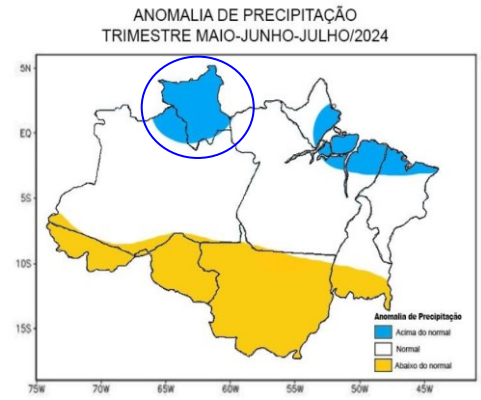 ANOMALIA DE PRECIPITAÇÃO
TRIMESTRE MAIO-JUNHO-JULHO/2024
5N
EQ
5S
10S
15S
Anomalia de Precipitação
Acima do normal
Normal
Abaixo do normal
75W 70W 65W 60W 55W 50W 45W